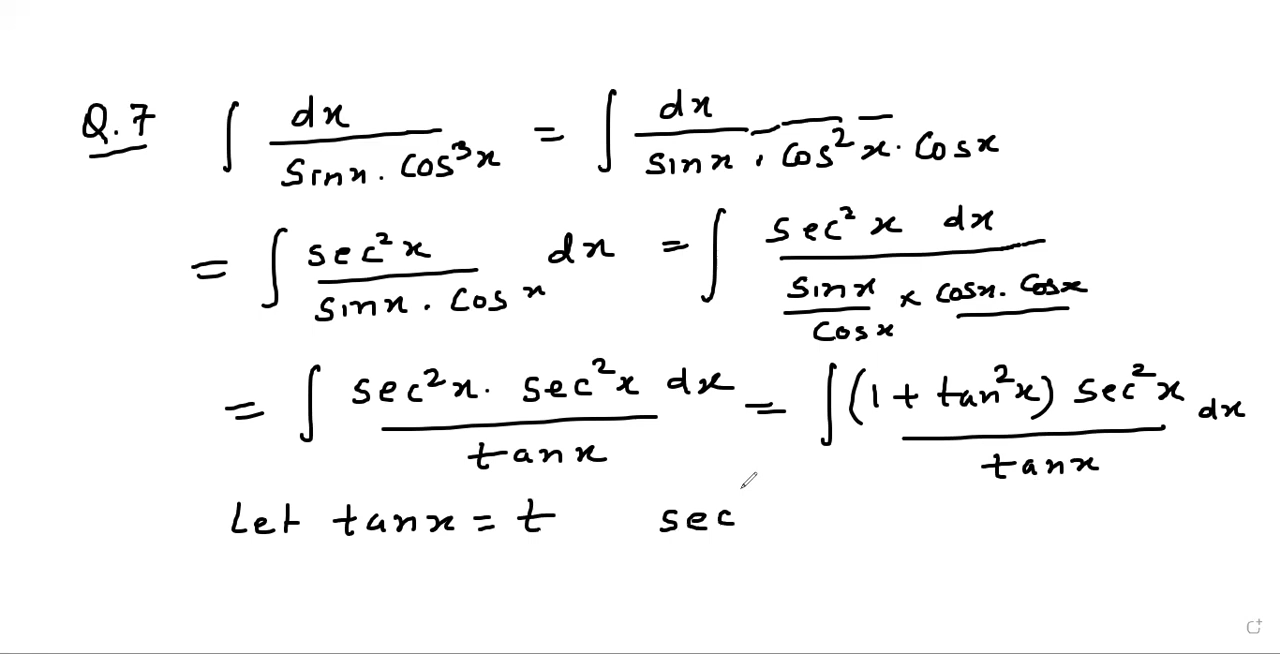 Q.7 ∫ dx / (sinx . cos³x) = ∫ dx / (sinx . cos²x . cosx)
= ∫ sec²x / (sinx . cosx) dx = ∫ sec²x dx / ((sinx / cosx) × cosx . cosx)
= ∫ (sec²x . sec²x dx) / tanx = ∫ ((1 + tan²x) sec²x) / tanx dx
Let tanx = t sec